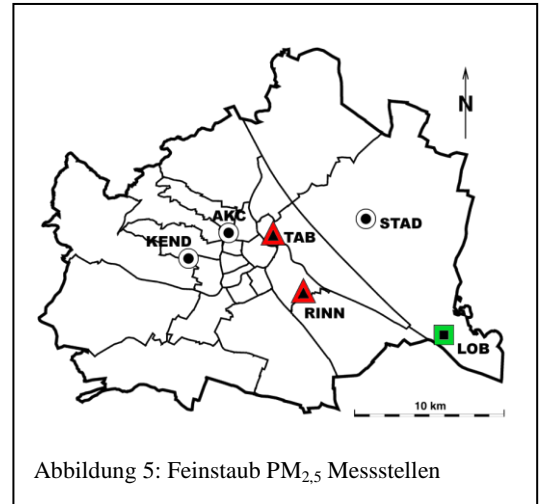 N
AKC
STAD
TAB
KEND
RINN
LOB
10 km
Abbildung 5: Feinstaub PM2,5 Messstellen